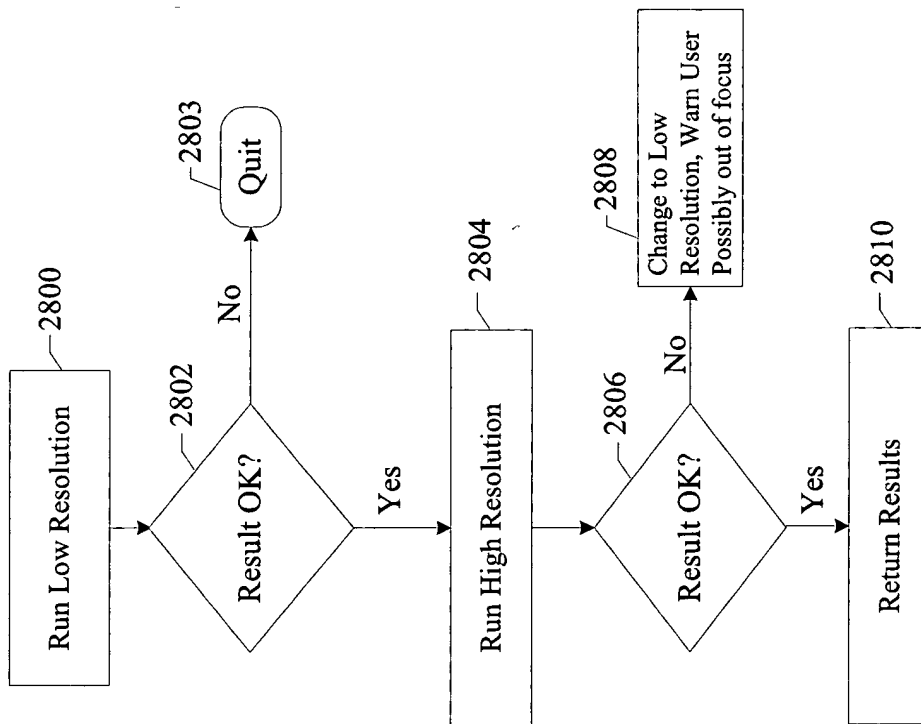 2800
Run Low Resolution
2802
Result OK?
No
2803
Quit
Yes
2804
Run High Resolution
2806
Result OK?
No
2808
Change to Low
Resolution, Warn User
Possibly out of focus
Yes
2810
Return Results